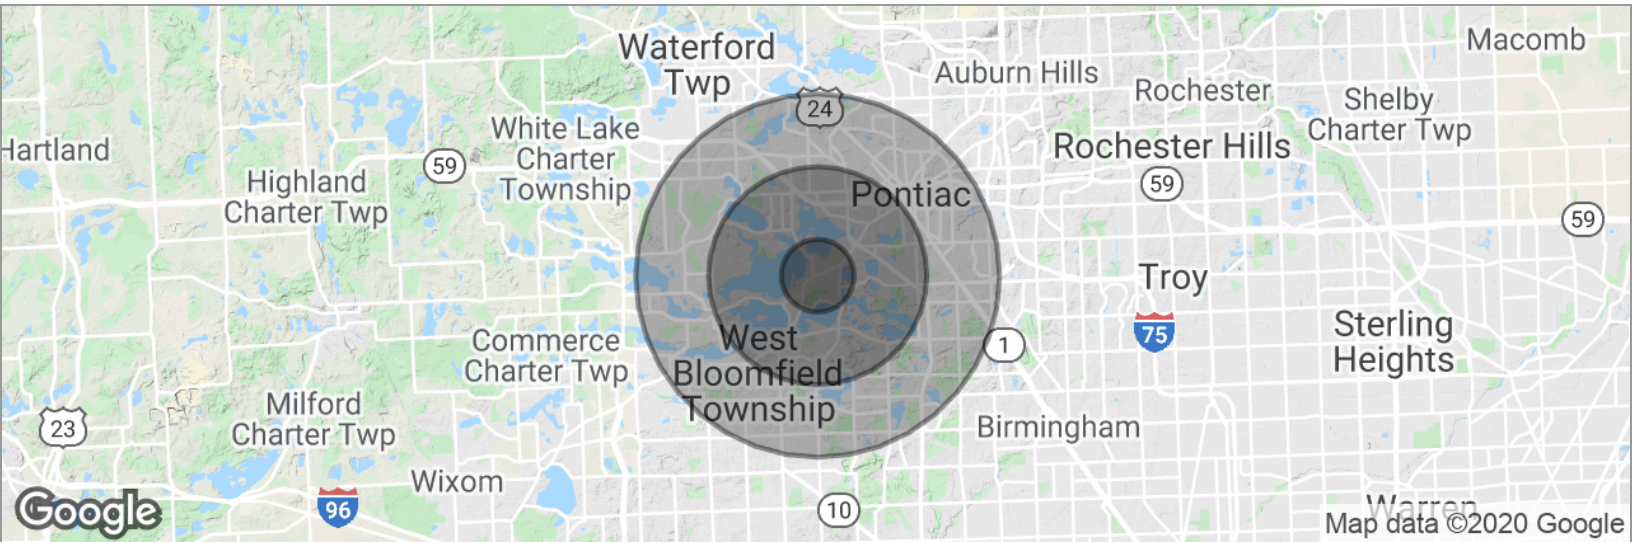 Waterford
Twp
Macomb
Auburn Hills
Rochester
24
Shelby
Charter Twp
White Lake
Charter
Township
Hartland
59
Rochester Hills
59
Highland
Charter Twp
Pontiac
59
Troy
Sterling
Heights
75
West
Bloomfield
Township
1
Commerce
Charter Twp
Milford
Charter Twp
23
Birmingham
Wixom
96
10
Warren
Google
Map data ©2020 Google